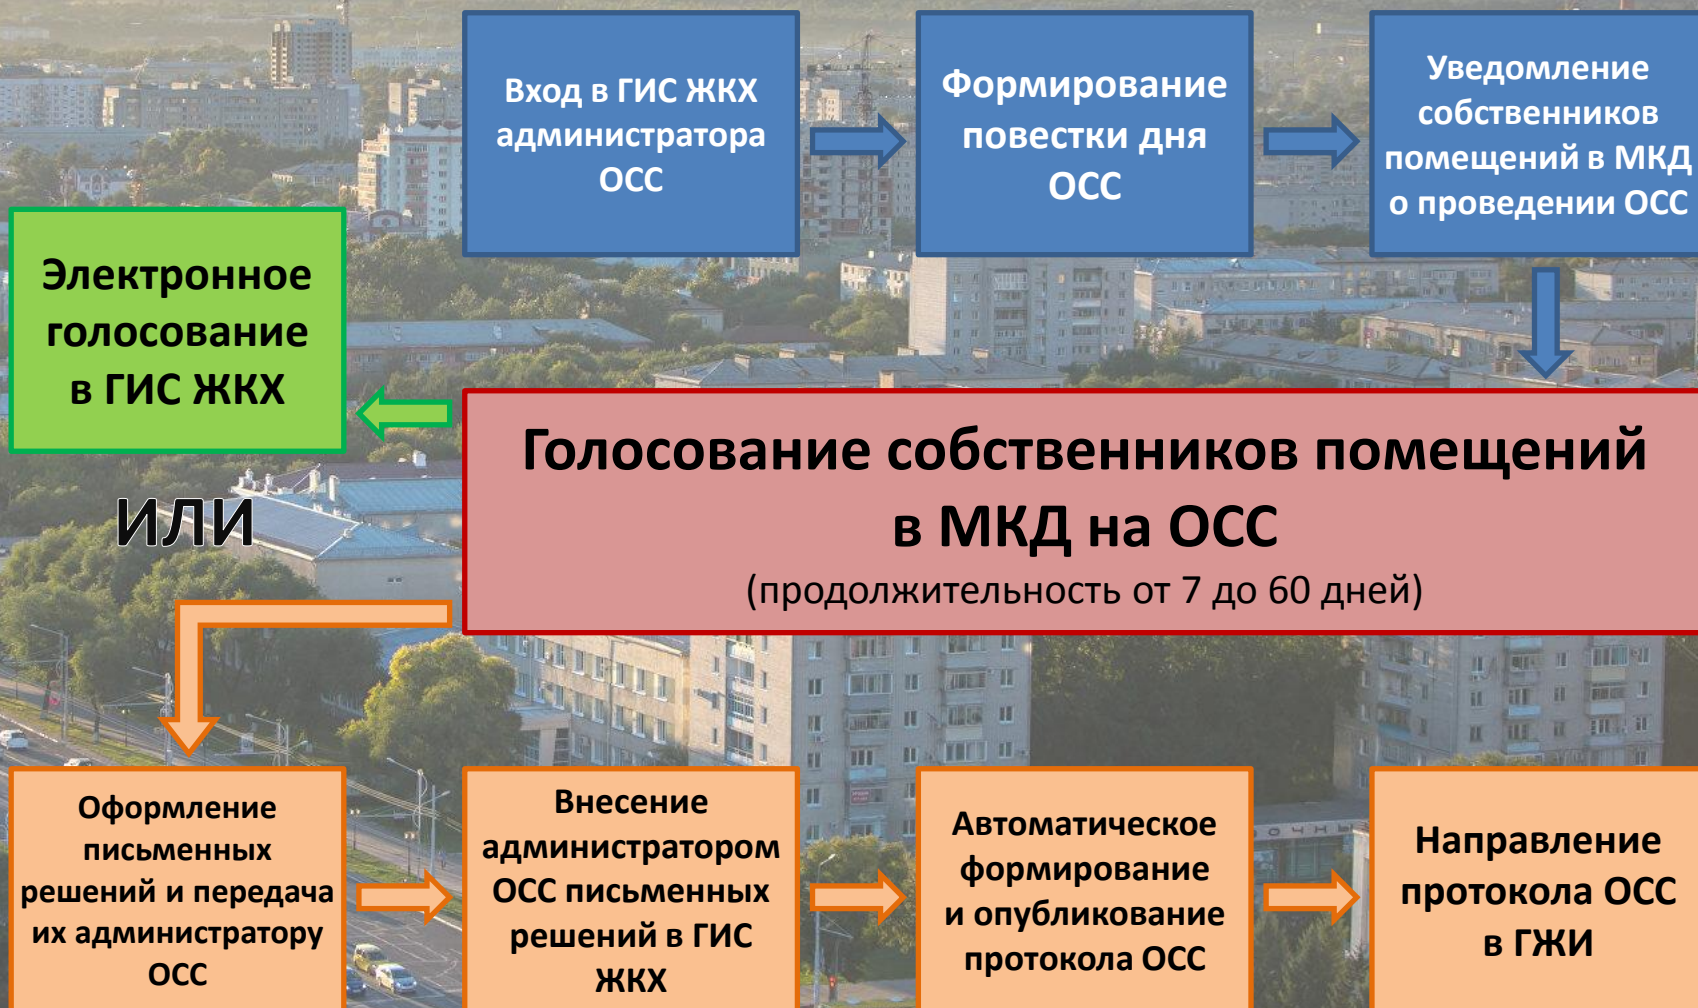 Вход в ГИС ЖКХ
администратора
ОСС
Формирование
повестки дня
ОСС
Уведомление
собственников
помещений в МКД
о проведении ОСС
Электронное
голосование
в ГИС ЖКХ
Голосование собственников помещений
в МКД на ОСС
(продолжительность от 7 до 60 дней)
ИЛИ
Оформление
письменных
решений и передача
их администратору
ОСС
Внесение
администратором
ОСС письменных
решений в ГИС
ЖКХ
Автоматическое
формирование
и опубликование
протокола ОСС
Направление
протокола ОСС
в ГЖИ